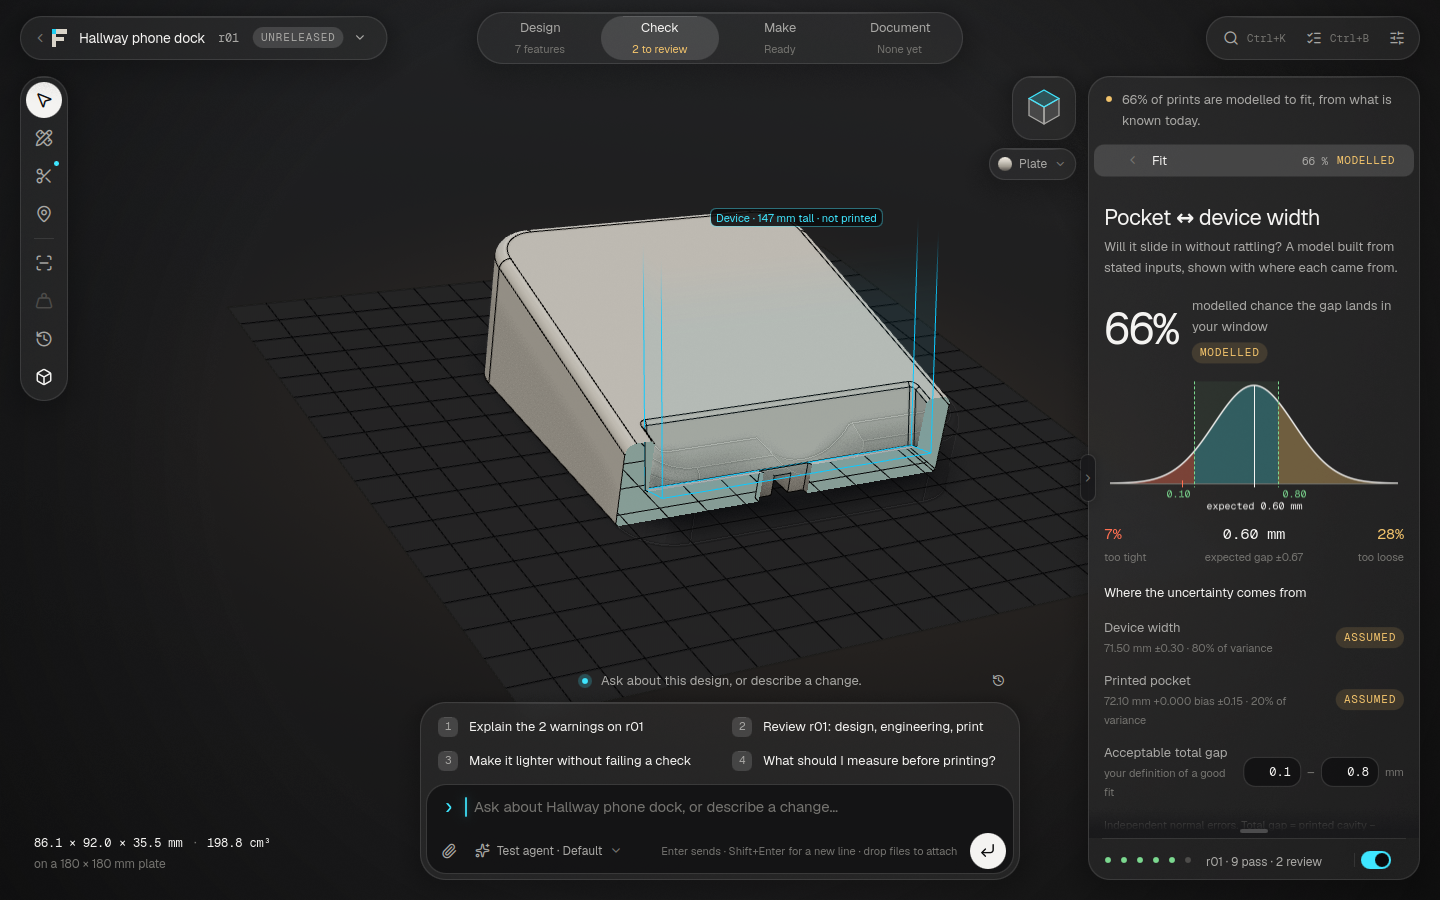 Hallway phone dock r01 UNRELEASED
Design
7 features
Check
2 to review
Make
Ready
Document
None yet
Ctrl+K
Ctrl+B
Plate
Device · 147 mm tall · not printed
66% of prints are modelled to fit, from what is
known today.
Fit 66 % MODELLED
Pocket ↔ device width
Will it slide in without rattling? A model built from
stated inputs, shown with where each came from.
66%
modelled chance the gap lands in
your window
MODELLED
0.10 0.80
expected 0.60 mm
7% 0.60 mm 28%
too tight expected gap ±0.67 too loose
Where the uncertainty comes from
Device width
71.50 mm ±0.30 · 80% of variance
ASSUMED
Printed pocket
72.10 mm +0.000 bias ±0.15 · 20% of
variance
ASSUMED
Acceptable total gap
your definition of a good
fit
0.1 – 0.8 mm
Independent normal errors. Total gap = printed cavity −
r01 · 9 pass · 2 review
Ask about this design, or describe a change.
1 Explain the 2 warnings on r01
2 Review r01: design, engineering, print
3 Make it lighter without failing a check
4 What should I measure before printing?
Ask about Hallway phone dock, or describe a change...
Test agent · Default
Enter sends · Shift+Enter for a new line · drop files to attach
86.1 × 92.0 × 35.5 mm · 198.8 cm³
on a 180 × 180 mm plate